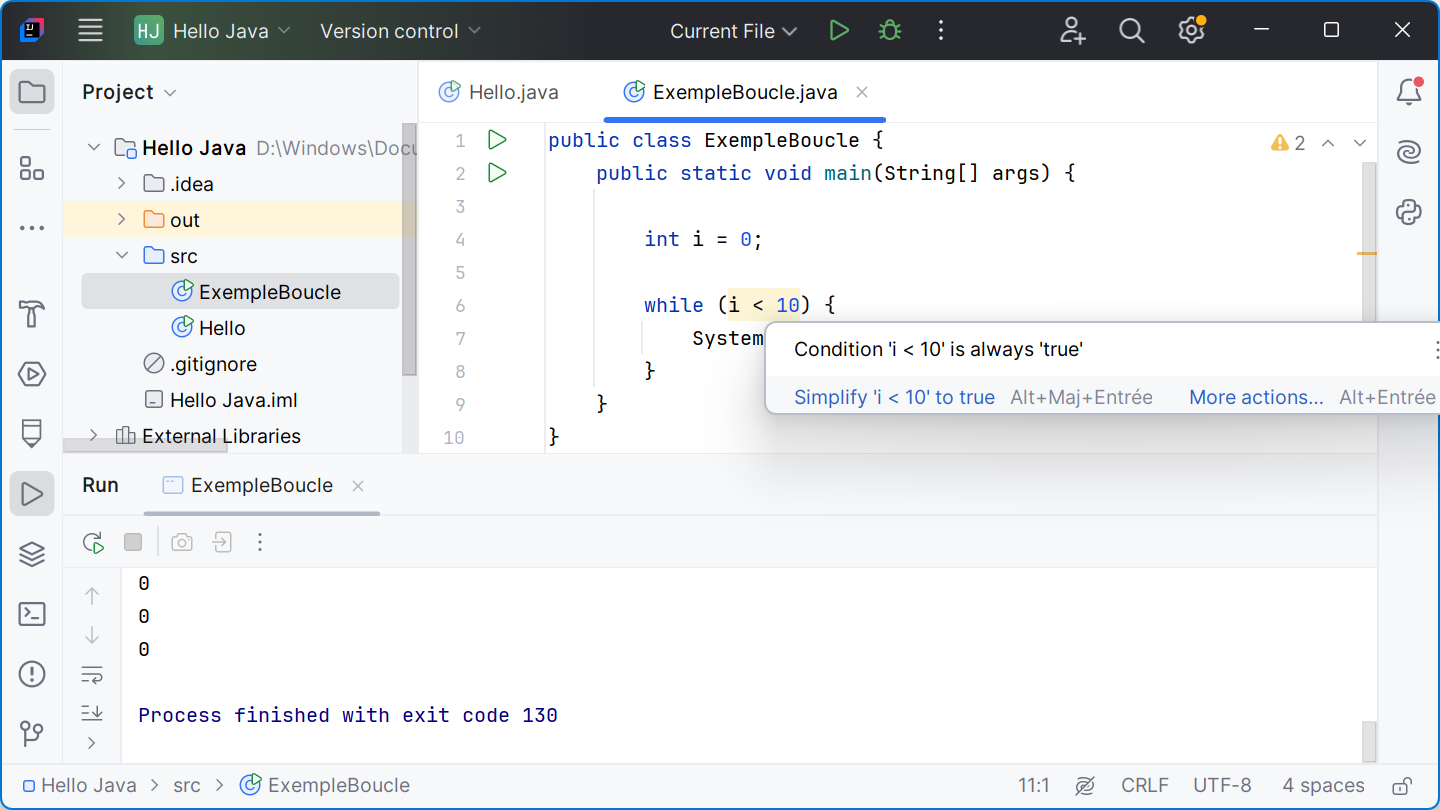 HJ Hello Java Version control Current File
Project
Hello.java ExempleBoucle.java
Hello Java D:\Windows\Docu
.idea
out
src
ExempleBoucle
Hello
.gitignore
Hello Java.iml
External Libraries
1 public class ExempleBoucle {
2 public static void main(String[] args) {
3
4 int i = 0;
5
6 while (i < 10) {
7 System
8 }
9 }
10 }
2
Condition 'i < 10' is always 'true'
Simplify 'i < 10' to true Alt+Maj+Entrée More actions... Alt+Entrée
Run ExempleBoucle
0
0
0
Process finished with exit code 130
Hello Java > src > ExempleBoucle 11:1 CRLF UTF-8 4 spaces